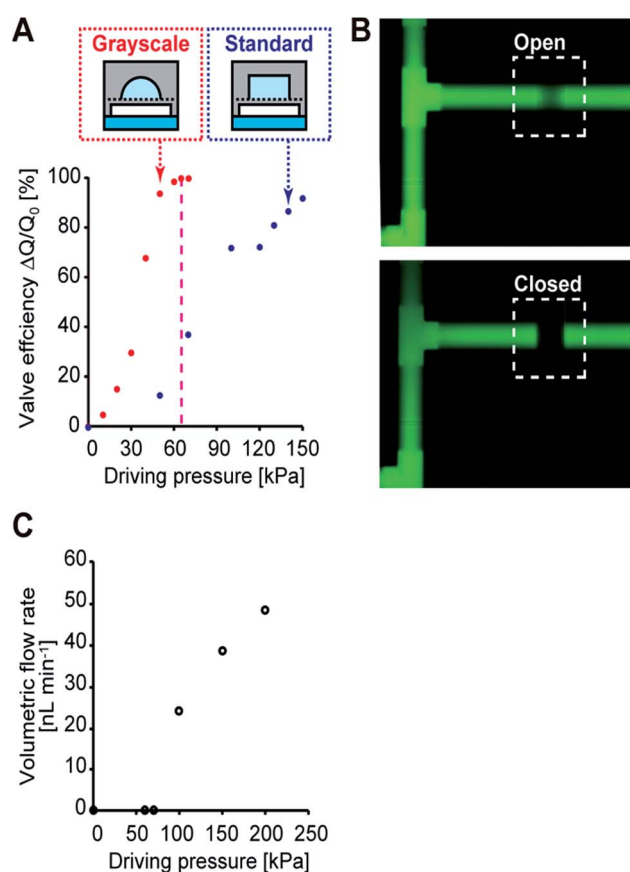 A
Grayscale
Standard
Valve effciency ΔQ/Q₀ [%]
100
80
60
40
20
0
0 30 60 90 120 150
Driving pressure [kPa]
B
Open
Closed
C
Volumetric flow rate
[nL min⁻¹]
60
50
40
30
20
10
0
0 50 100 150 200 250
Driving pressure [kPa]